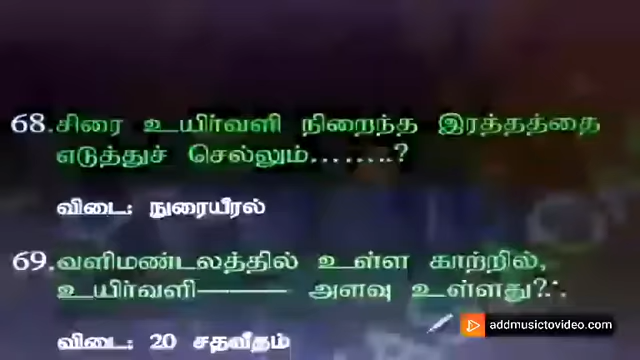 68.சிரை உயிர்வளி நிறைந்த இரத்தத்தை
எடுத்துச் செல்லும்........?
விடை: நுரையீரல்
69.வளிமண்டலத்தில் உள்ள காற்றில்,
உயிர்வளி——— அளவு உள்ளது?.
விடை: 20 சதவீதம்
addmusictovideo.com